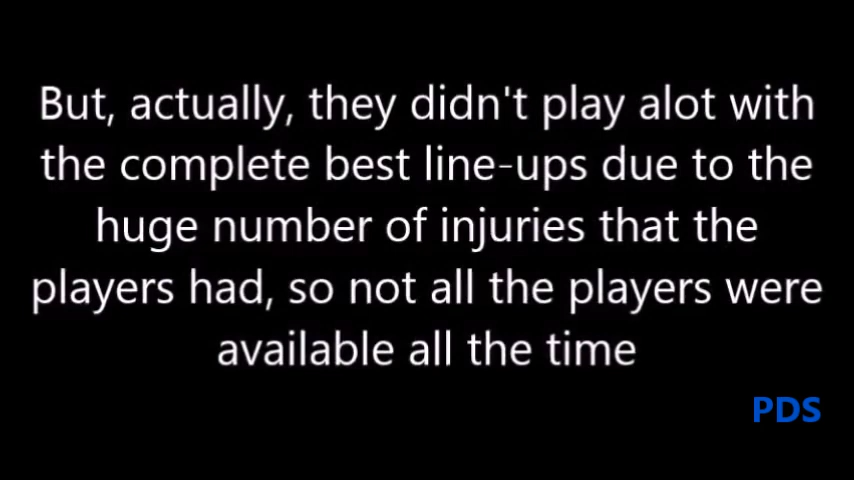 But, actually, they didn't play alot with
the complete best line-ups due to the
huge number of injuries that the
players had, so not all the players were
available all the time
PDS